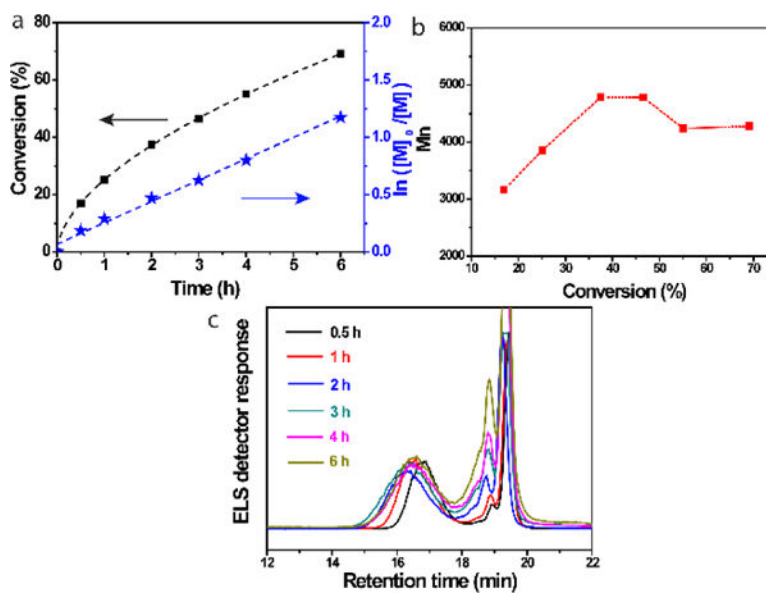 a
80
60
40
20
0
Conversion (%)
2.0
1.5
1.0
0.5
0.0
ln ([M]₀/[M])
0 1 2 3 4 5 6
Time (h)
b
6000
5000
4000
3000
2000
Mn
10 20 30 40 50 60 70
Conversion (%)
c
0.5 h
1 h
2 h
3 h
4 h
6 h
ELS detector response
12 14 16 18 20 22
Retention time (min)